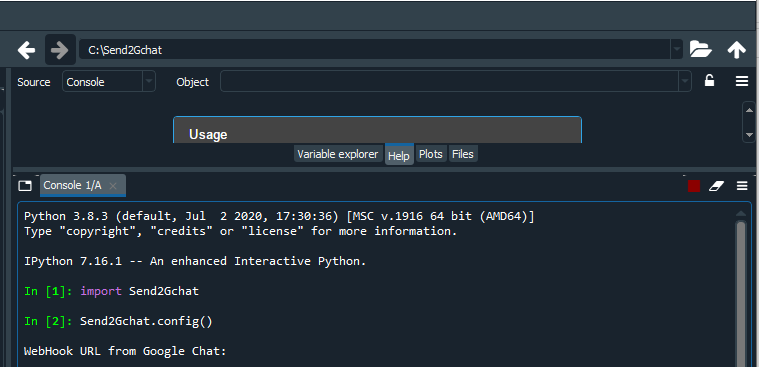 C:\Send2Gchat
Source Console Object
Usage
Variable explorer Help Plots Files
Console 1/A
Python 3.8.3 (default, Jul  2 2020, 17:30:36) [MSC v.1916 64 bit (AMD64)]
Type "copyright", "credits" or "license" for more information.
IPython 7.16.1 -- An enhanced Interactive Python.
In [1]: import Send2Gchat
In [2]: Send2Gchat.config()
WebHook URL from Google Chat: